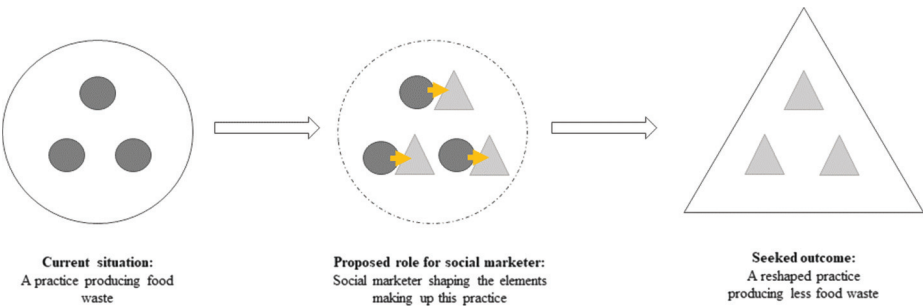 Current situation:
A practice producing food
waste
Proposed role for social marketer:
Social marketer shaping the elements
making up this practice
Seeked outcome:
A reshaped practice
producing less food waste